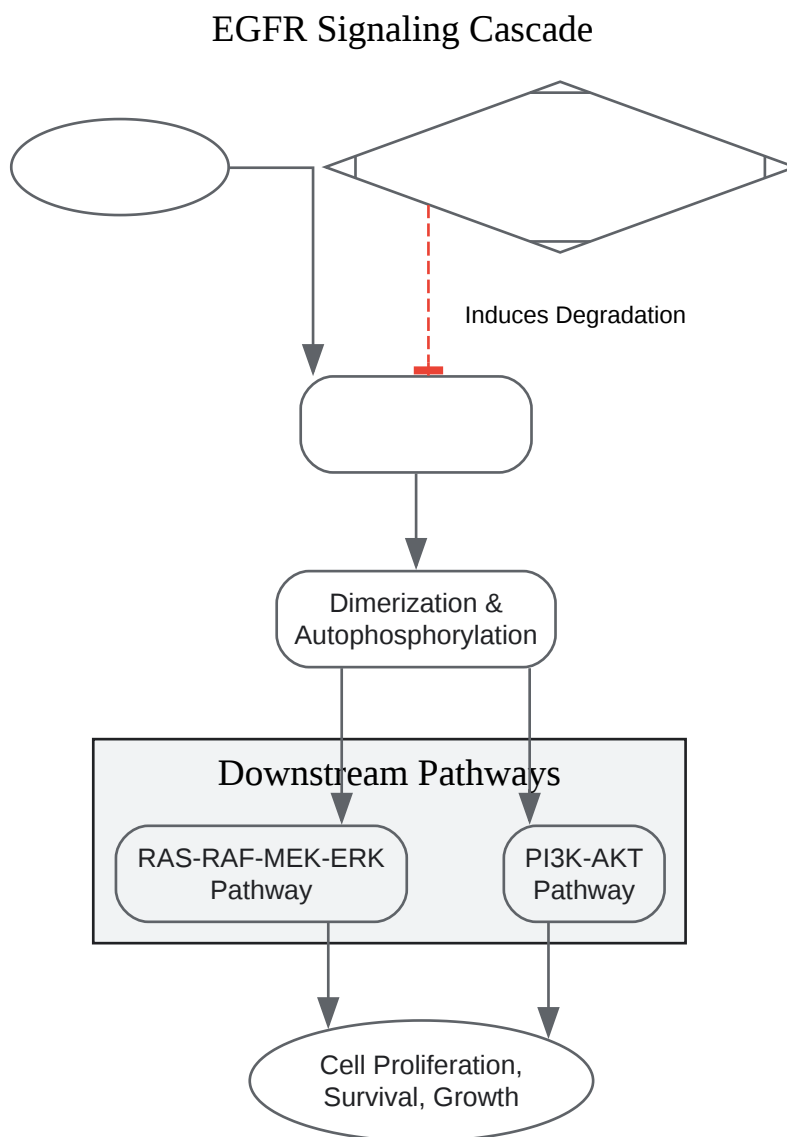 EGFR Signaling Cascade
Induces Degradation
Dimerization &
Autophosphorylation
Downstream Pathways
RAS-RAF-MEK-ERK
Pathway
PI3K-AKT
Pathway
Cell Proliferation,
Survival, Growth